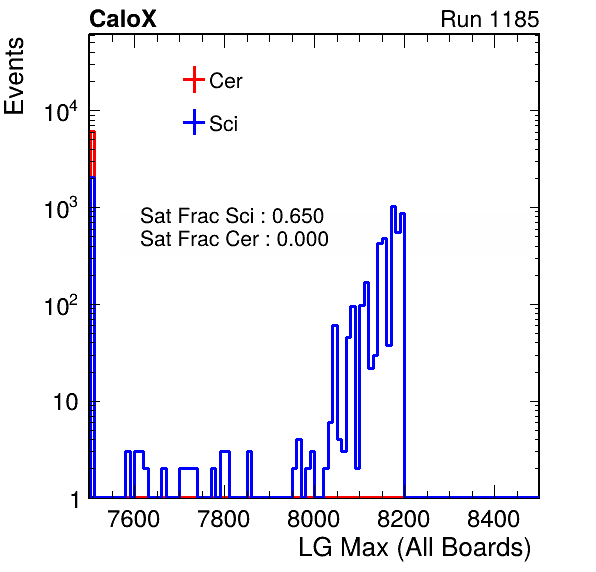 CaloX Run 1185
Events
Cer
Sci
Sat Frac Sci : 0.650
Sat Frac Cer : 0.000
10⁴
10³
10²
10
1
7600 7800 8000 8200 8400
LG Max (All Boards)